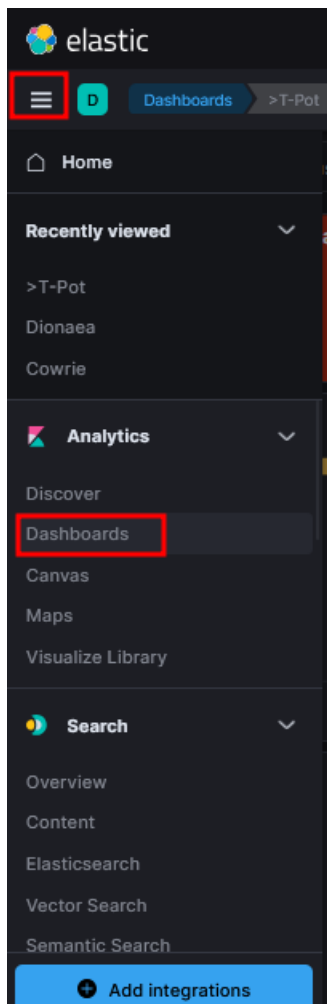 elastic
D Dashboards >T-Pot
Home
Recently viewed
>T-Pot
Dionaea
Cowrie
Analytics
Discover
Dashboards
Canvas
Maps
Visualize Library
Search
Overview
Content
Elasticsearch
Vector Search
Semantic Search
Add integrations